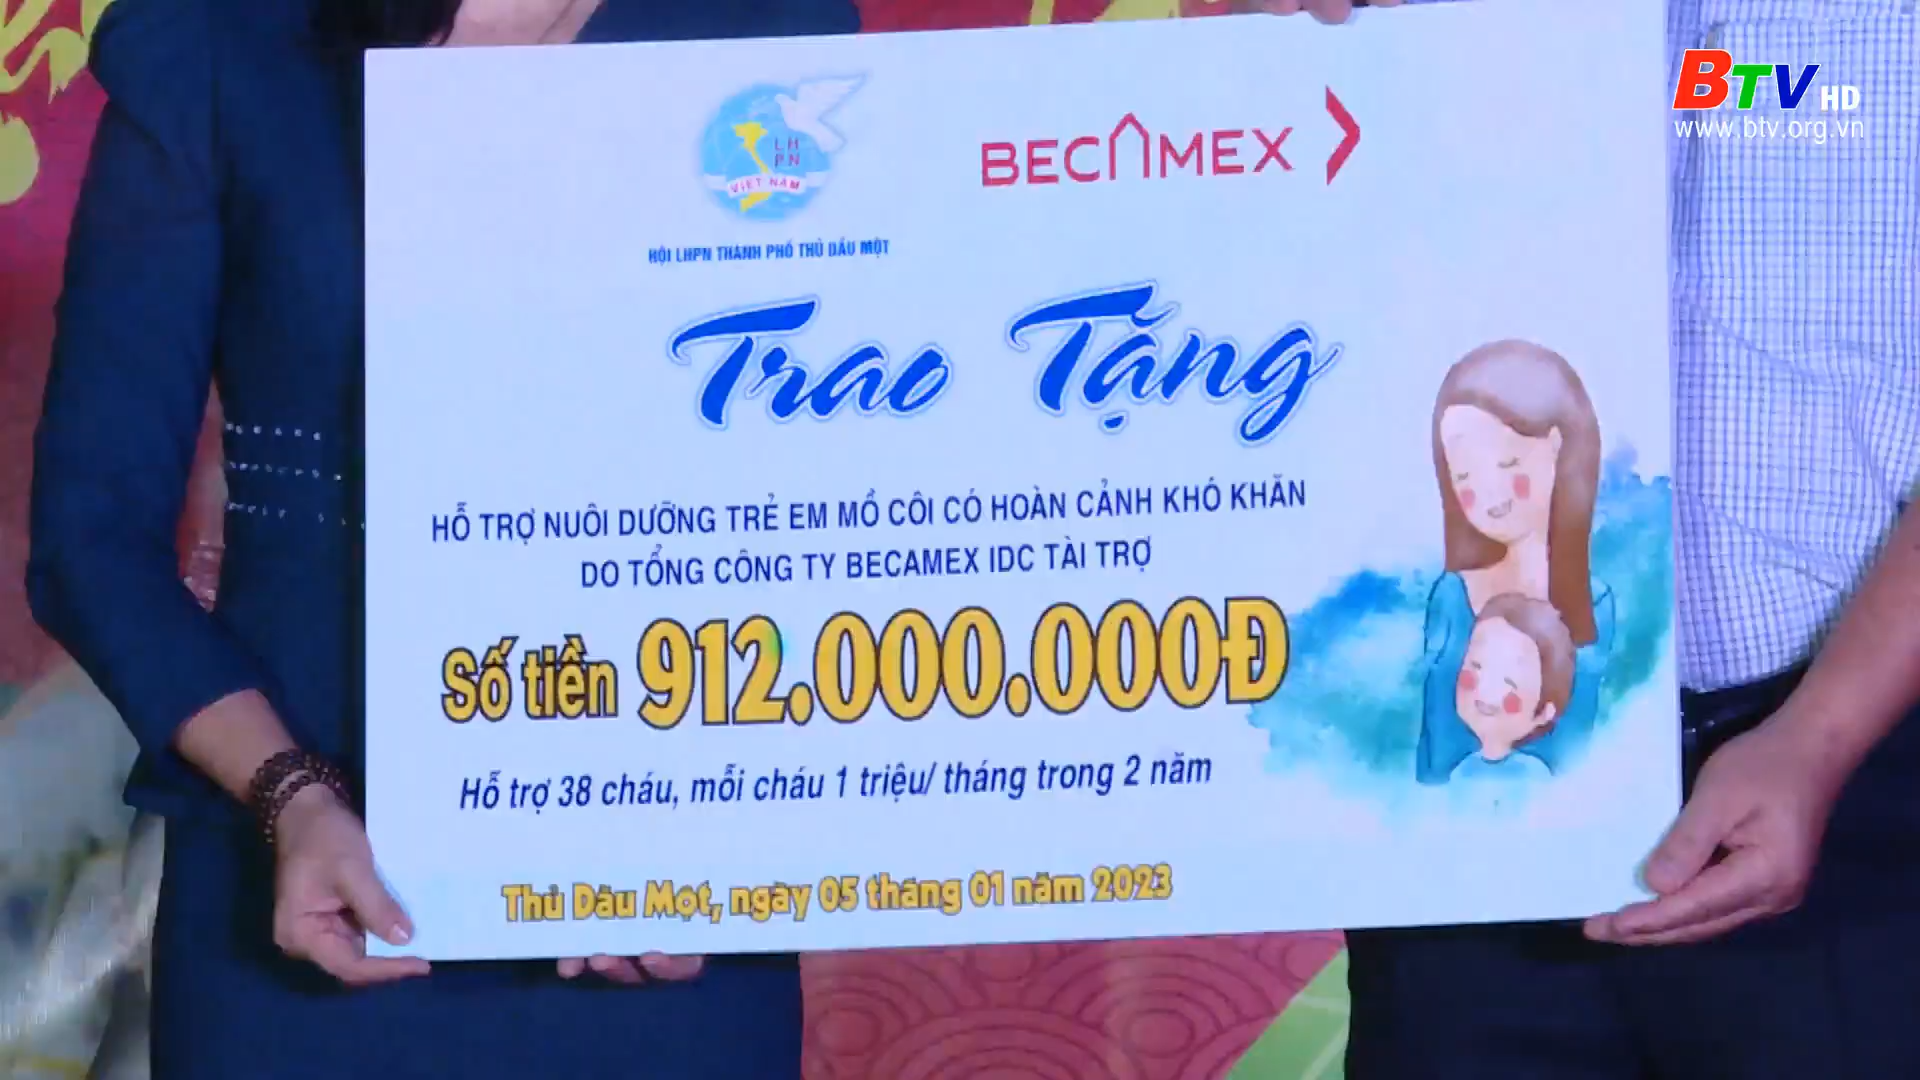 BTV HD
www.btv.org.vn
LH
PN
VIỆT NAM
BECAMEX
HỘI LHPN THÀNH PHỐ THỦ DẦU MỘT
Trao Tặng
HỖ TRỢ NUÔI DƯỠNG TRẺ EM MỒ CÔI CÓ HOÀN CẢNH KHÓ KHĂN
DO TỔNG CÔNG TY BECAMEX IDC TÀI TRỢ
Số tiền 912.000.000Đ
Hỗ trợ 38 cháu, mỗi cháu 1 triệu/ tháng trong 2 năm
Thủ Dầu Một, ngày 05 tháng 01 năm 2023